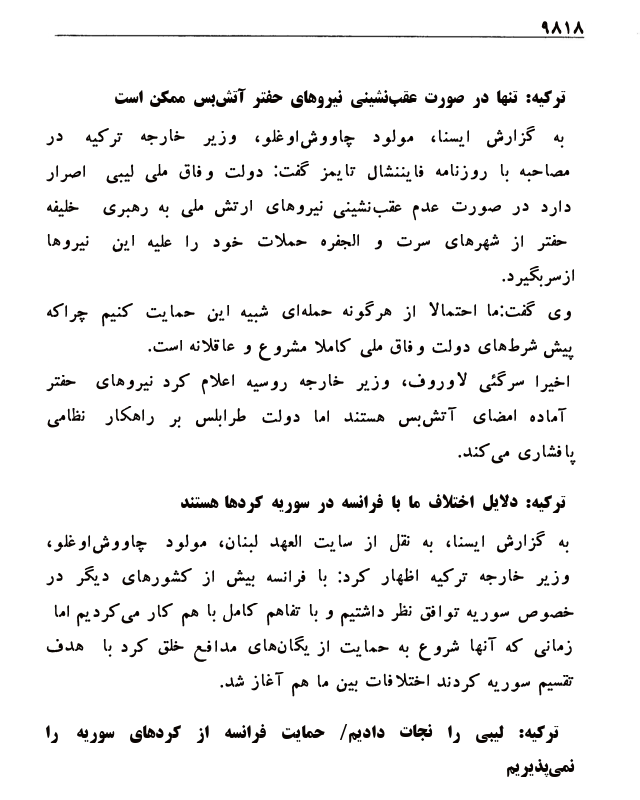 ۹۸۱۸
ترکیه: تنها در صورت عقب‌نشینی نیروهای حفتر آتش‌بس ممکن است
به گزارش ایسنا، مولود چاووش‌اوغلو، وزیر خارجه ترکیه در
مصاحبه با روزنامه فایننشال تایمز گفت: دولت وفاق ملی لیبی اصرار
دارد در صورت عدم عقب‌نشینی نیروهای ارتش ملی به رهبری خلیفه
حفتر از شهرهای سرت و الجفره حملات خود را علیه این نیروها
ازسربگیرد.
وی گفت:ما احتمالا از هرگونه حمله‌ای شبیه این حمایت کنیم چراکه
پیش شرط‌های دولت وفاق ملی کاملا مشروع و عاقلانه است.
اخیرا سرگئی لاوروف، وزیر خارجه روسیه اعلام کرد نیروهای حفتر
آماده امضای آتش‌بس هستند اما دولت طرابلس بر راهکار نظامی
پافشاری می‌کند.
ترکیه: دلایل اختلاف ما با فرانسه در سوریه کردها هستند
به گزارش ایسنا، به نقل از سایت العهد لبنان، مولود چاووش‌اوغلو،
وزیر خارجه ترکیه اظهار کرد: با فرانسه بیش از کشورهای دیگر در
خصوص سوریه توافق نظر داشتیم و با تفاهم کامل با هم کار می‌کردیم اما
زمانی که آنها شروع به حمایت از یگان‌های مدافع خلق کرد با هدف
تقسیم سوریه کردند اختلافات بین ما هم آغاز شد.
ترکیه: لیبی را نجات دادیم/ حمایت فرانسه از کردهای سوریه را
نمی‌پذیریم